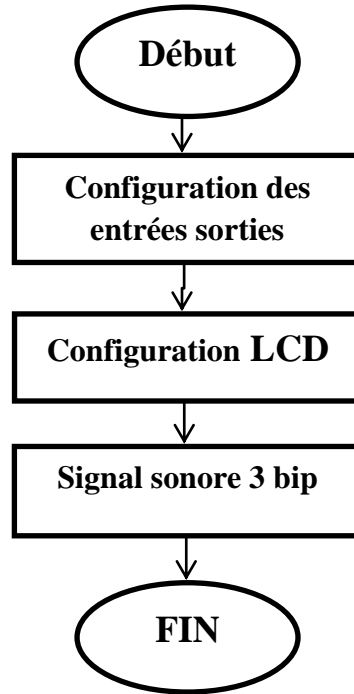 Début
Configuration des
entrées sorties
Configuration LCD
Signal sonore 3 bip
FIN